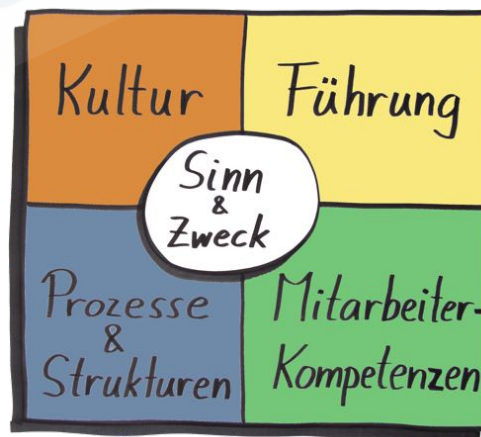 Kultur
Führung
Sinn
&
Zweck
Prozesse
&
Strukturen
Mitarbeiter-
Kompetenzen